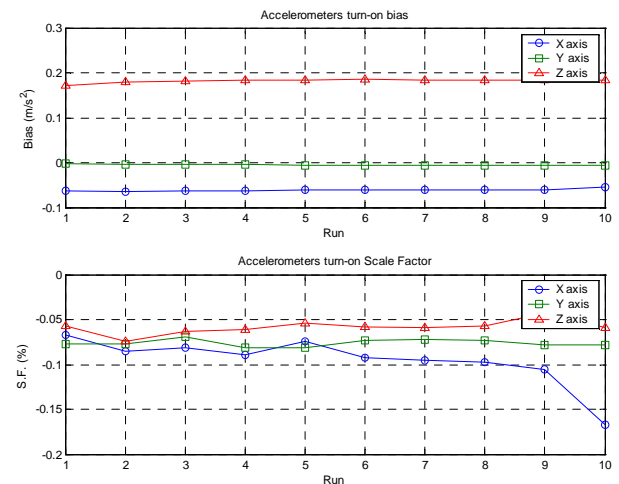 Accelerometers turn-on bias
0.3
0.2
0.1
0
-0.1
Bias (m/s2)
X axis
Y axis
Z axis
1 2 3 4 5 6 7 8 9 10
Run
Accelerometers turn-on Scale Factor
0
-0.05
-0.1
-0.15
-0.2
S.F. (%)
X axis
Y axis
Z axis
1 2 3 4 5 6 7 8 9 10
Run